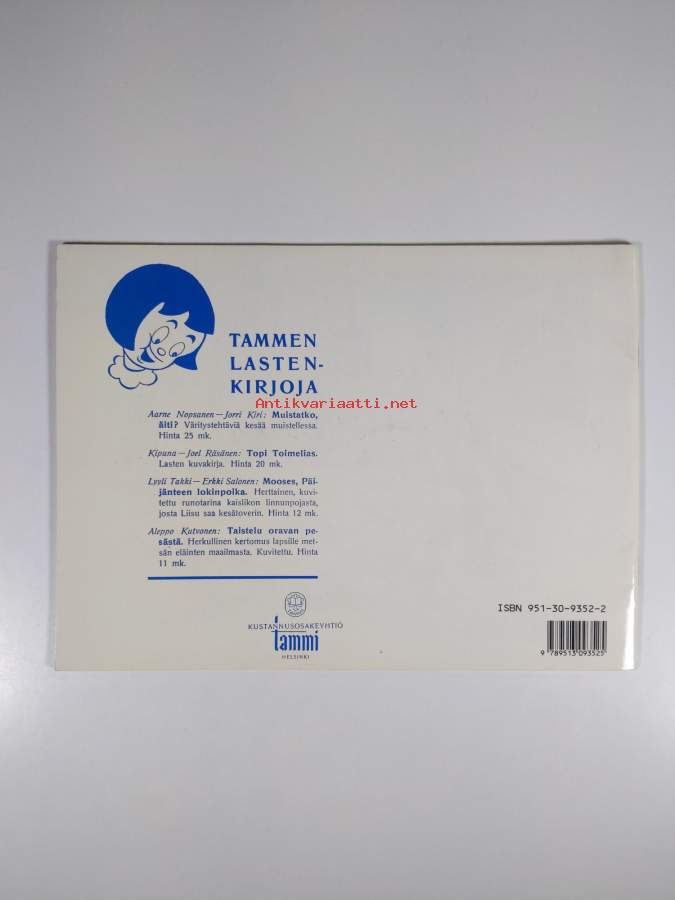 TAMMEN
LASTEN-
KIRJOJA
Antikvariaatti.net
Aarne Nopsanen — Jorri Kiri: Muistatko,
äiti? Väritystehtäviä kesää muistellessa.
Hinta 25 mk.
Kipuna — Joel Räsänen: Topi Toimelias.
Lasten kuvakirja. Hinta 20 mk.
Lyyli Takki — Erkki Salonen: Mooses, Päi-
jänteen lokinpoika. Herttainen, kuvi-
tettu runotarina kaislikon linnunpojasta,
josta Liisu saa kesätoverin. Hinta 12 mk.
Aleppo Kutvonen: Taistelu oravan pe-
sästä. Herkullinen kertomus lapsille met-
sän eläinten maailmasta. Kuvitettu. Hinta
11 mk.
KUSTANNUSOSAKEYHTIÖ
tammi
HELSINKI
ISBN 951-30-9352-2
9 789513 093525